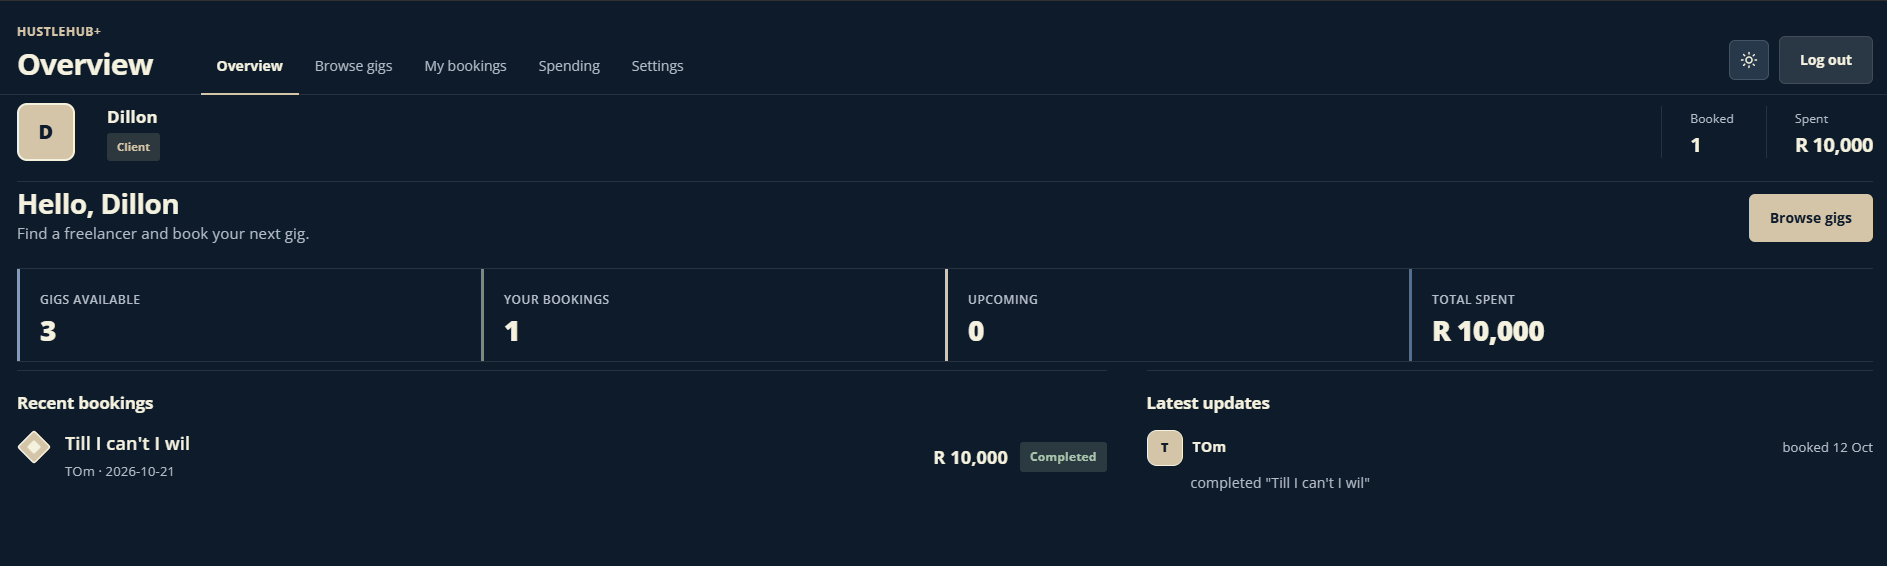 HUSTLEHUB+
Overview
Overview Browse gigs My bookings Spending Settings
Log out
D
Dillon
Client
Booked
1
Spent
R 10,000
Hello, Dillon
Find a freelancer and book your next gig.
Browse gigs
GIGS AVAILABLE
3
YOUR BOOKINGS
1
UPCOMING
0
TOTAL SPENT
R 10,000
Recent bookings
Till I can't I wil
TOm · 2026-10-21
R 10,000
Completed
Latest updates
T
TOm
booked 12 Oct
completed "Till I can't I wil"